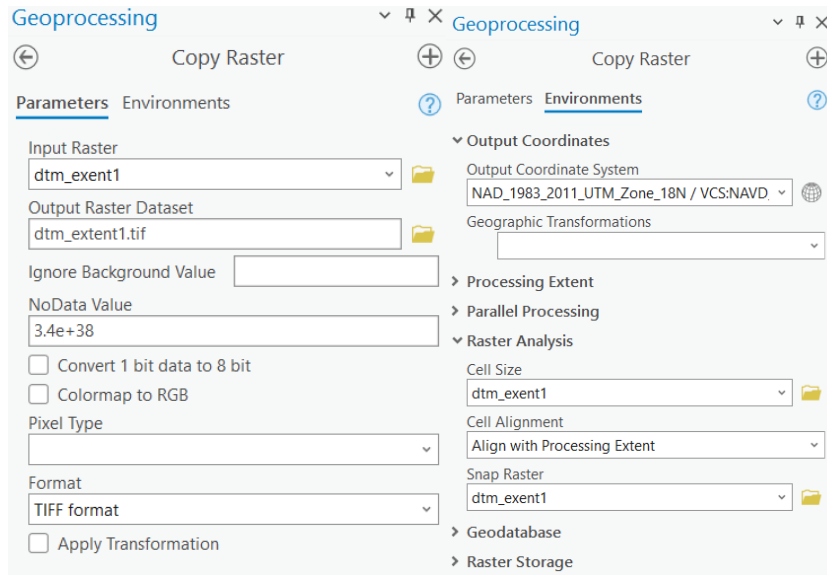 Geoprocessing
Copy Raster
Parameters Environments
Input Raster
dtm_exent1
Output Raster Dataset
dtm_extent1.tif
Ignore Background Value
NoData Value
3.4e+38
Convert 1 bit data to 8 bit
Colormap to RGB
Pixel Type
Format
TIFF format
Apply Transformation
Geoprocessing
Copy Raster
Parameters Environments
Output Coordinates
Output Coordinate System
NAD_1983_2011_UTM_Zone_18N / VCS:NAVD_
Geographic Transformations
Processing Extent
Parallel Processing
Raster Analysis
Cell Size
dtm_exent1
Cell Alignment
Align with Processing Extent
Snap Raster
dtm_exent1
Geodatabase
Raster Storage